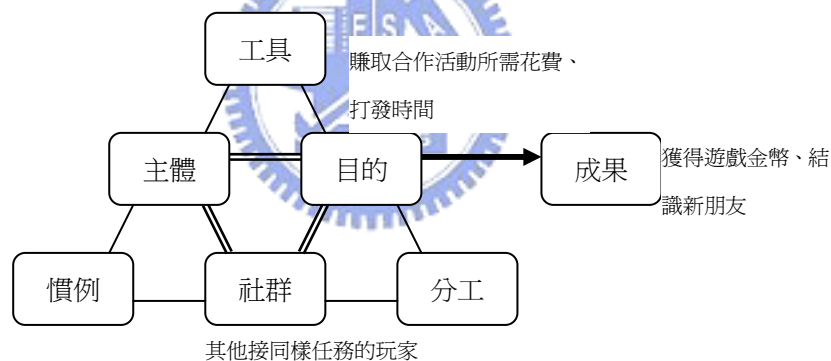 工具
賺取合作活動所需花費、
打發時間
主體
目的
成果
獲得遊戲金幣、結
識新朋友
慣例
社群
分工
其他接同樣任務的玩家